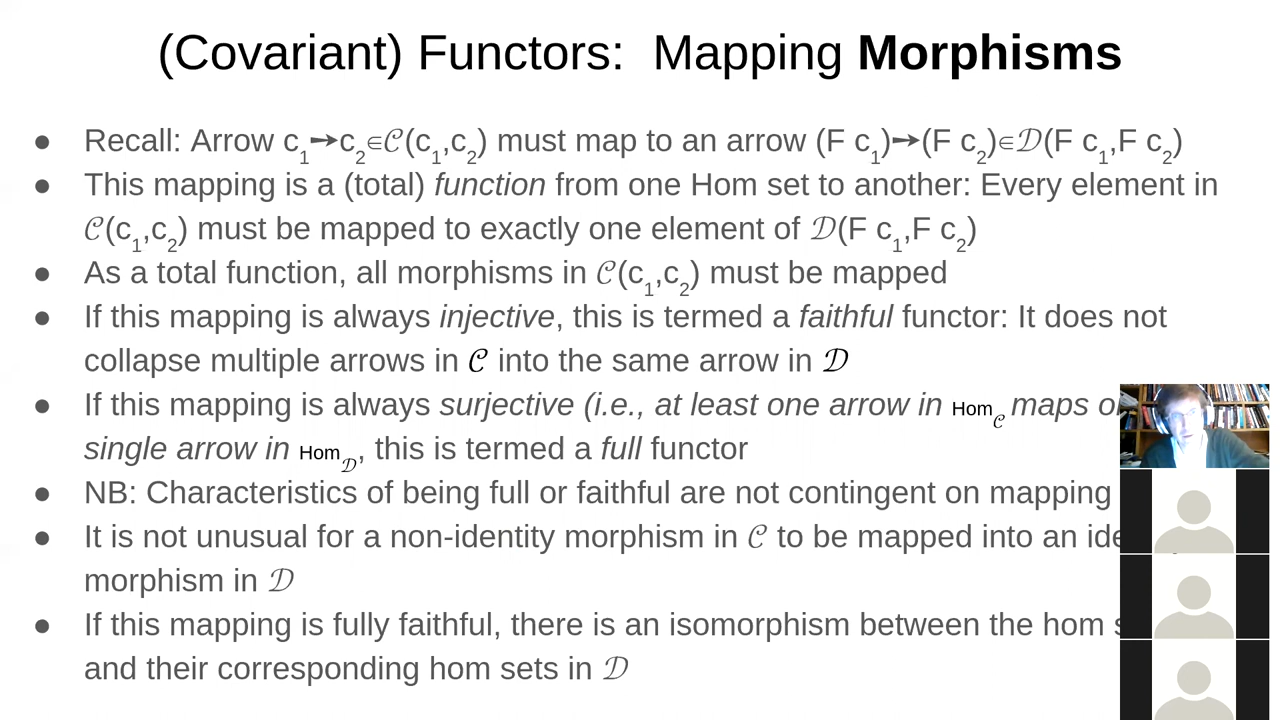 (Covariant) Functors: Mapping Morphisms
● Recall: Arrow c₁➙c₂∈𝒞(c₁,c₂) must map to an arrow (F c₁)➙(F c₂)∈𝒟(F c₁,F c₂)
● This mapping is a (total) function from one Hom set to another: Every element in
𝒞(c₁,c₂) must be mapped to exactly one element of 𝒟(F c₁,F c₂)
● As a total function, all morphisms in 𝒞(c₁,c₂) must be mapped
● If this mapping is always injective, this is termed a faithful functor: It does not
collapse multiple arrows in 𝒞 into the same arrow in 𝒟
● If this mapping is always surjective (i.e., at least one arrow in Hom𝒞 maps
single arrow in Hom𝒟, this is termed a full functor
● NB: Characteristics of being full or faithful are not contingent on mapping
● It is not unusual for a non-identity morphism in 𝒞 to be mapped into an
morphism in 𝒟
● If this mapping is fully faithful, there is an isomorphism between the hom
and their corresponding hom sets in 𝒟